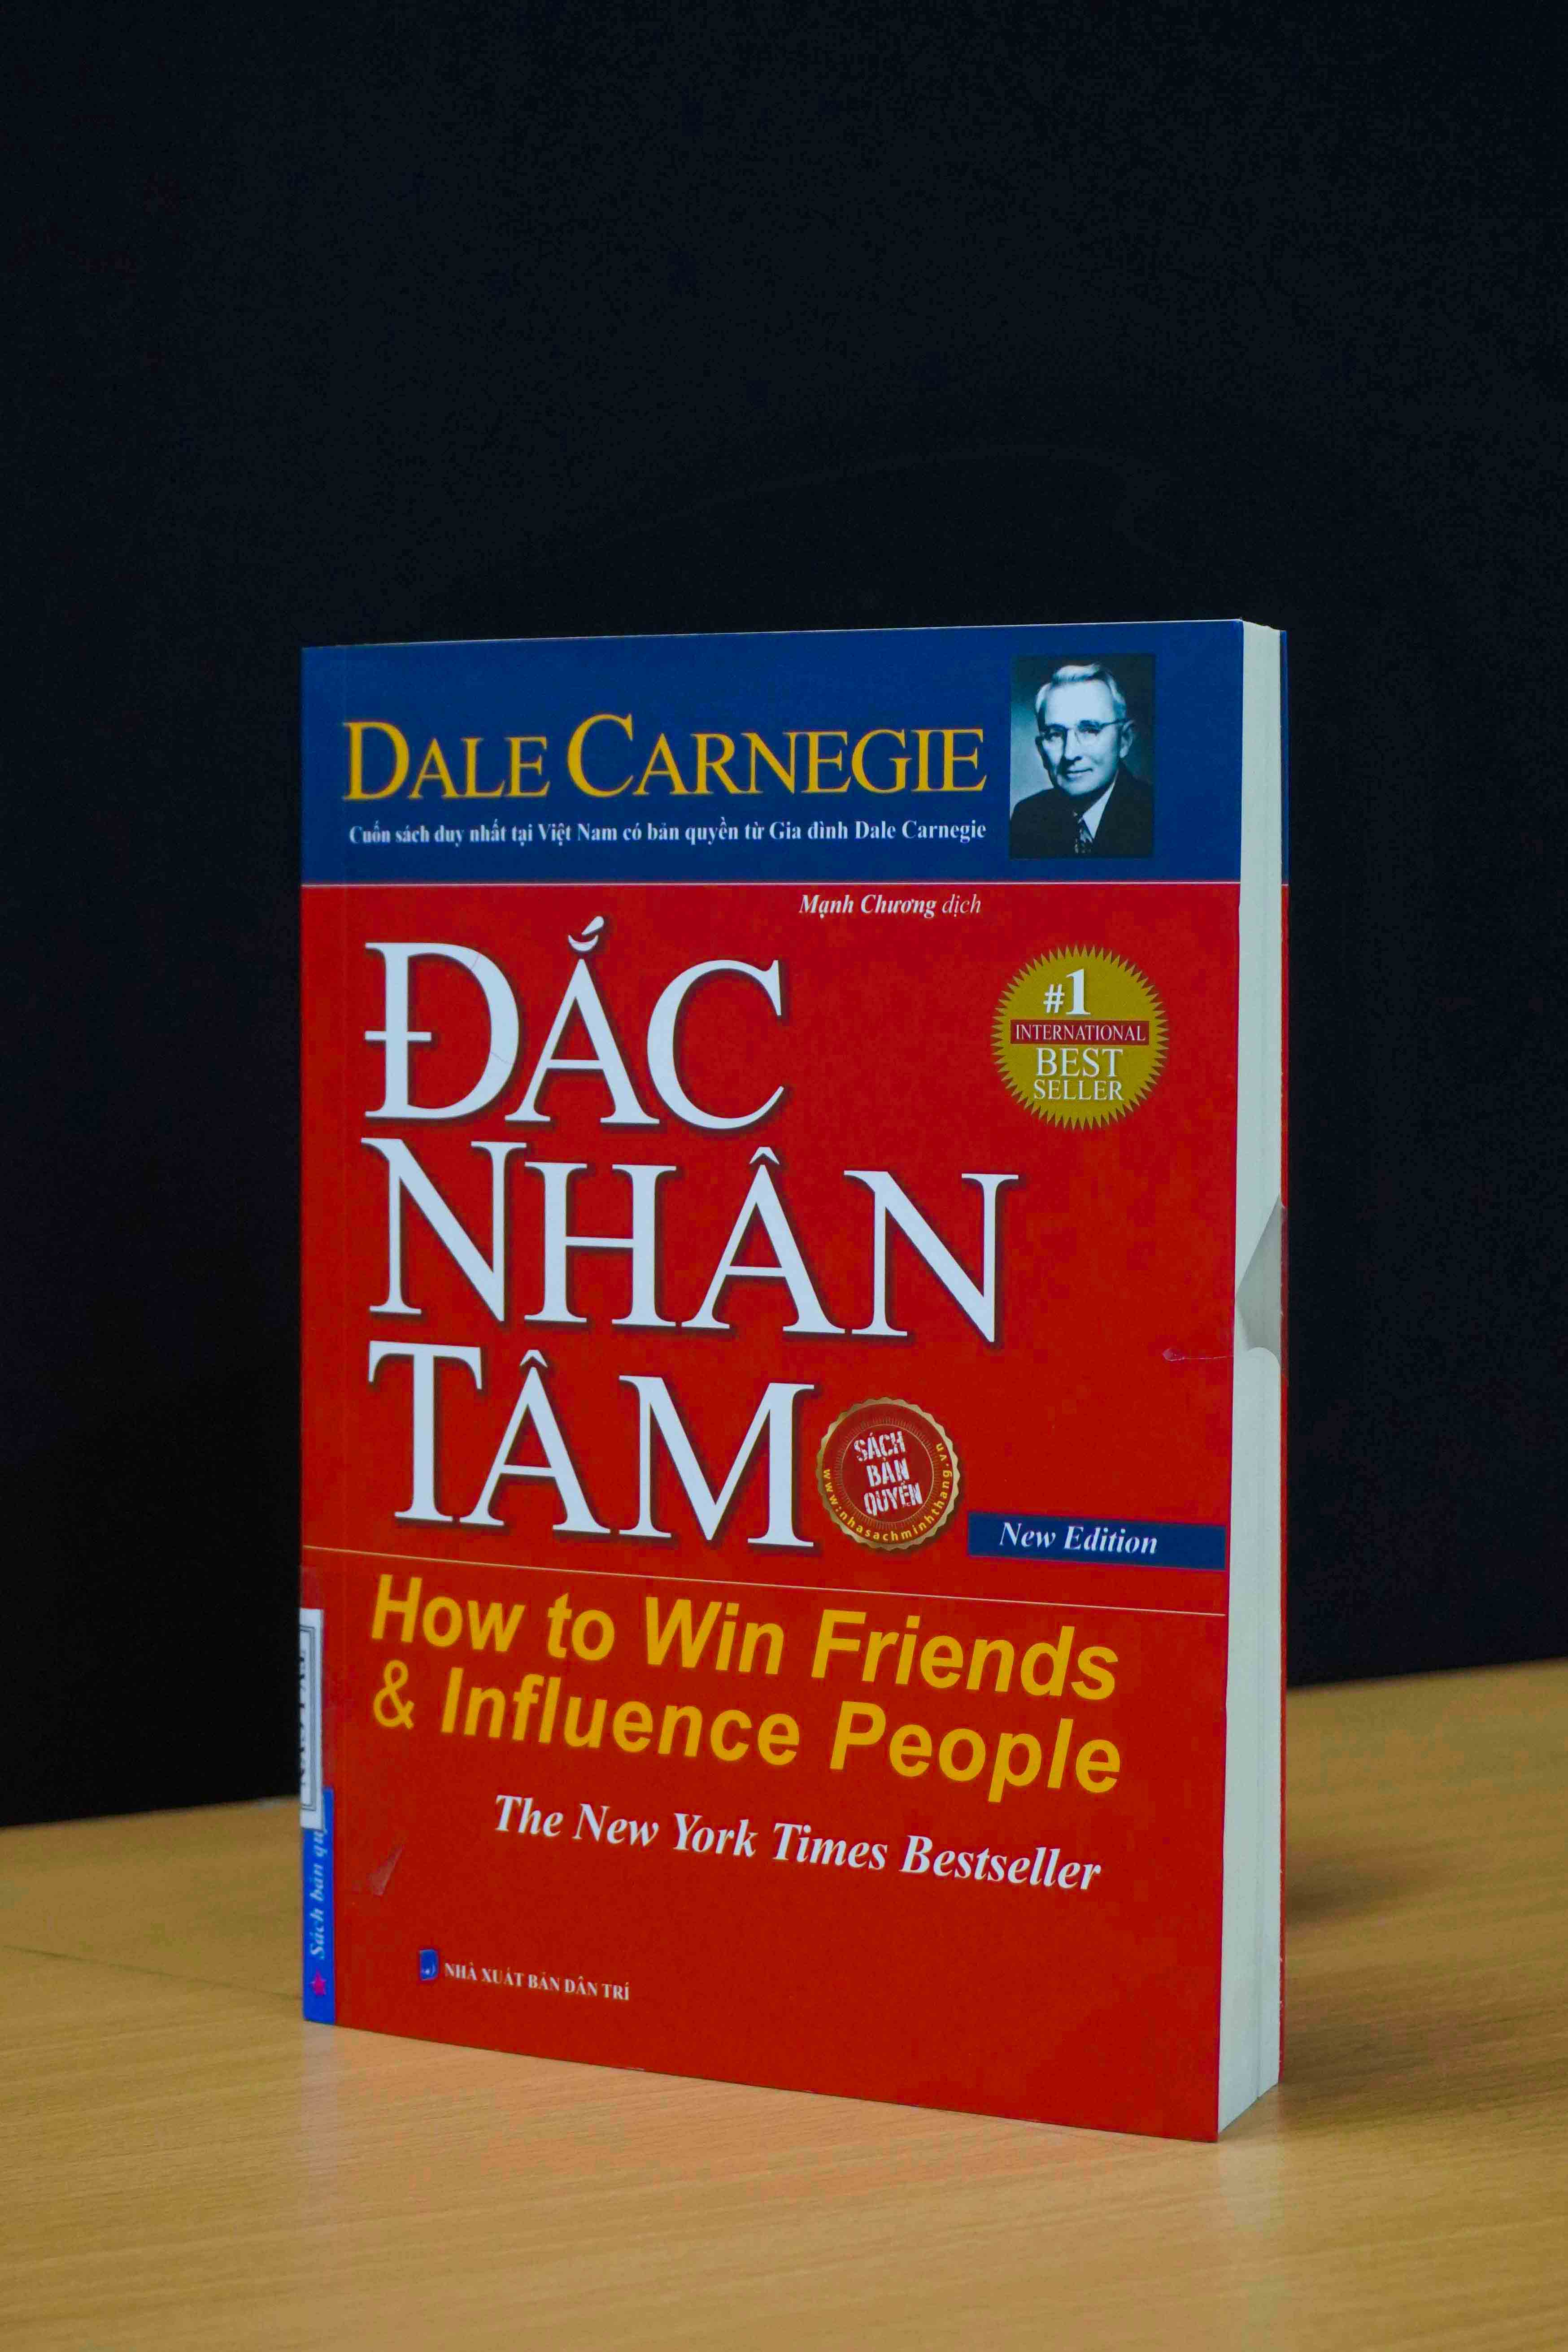 DALE CARNEGIE
Cuốn sách duy nhất tại Việt Nam có bản quyền từ Gia đình Dale Carnegie
Mạnh Chương dịch
ĐẮC
NHÂN
TÂM
#1
INTERNATIONAL
BEST
SELLER
SÁCH
BẢN
QUYỀN
www.nhasachminhthang.vn
New Edition
How to Win Friends
& Influence People
The New York Times Bestseller
NHÀ XUẤT BẢN DÂN TRÍ
Sách bản